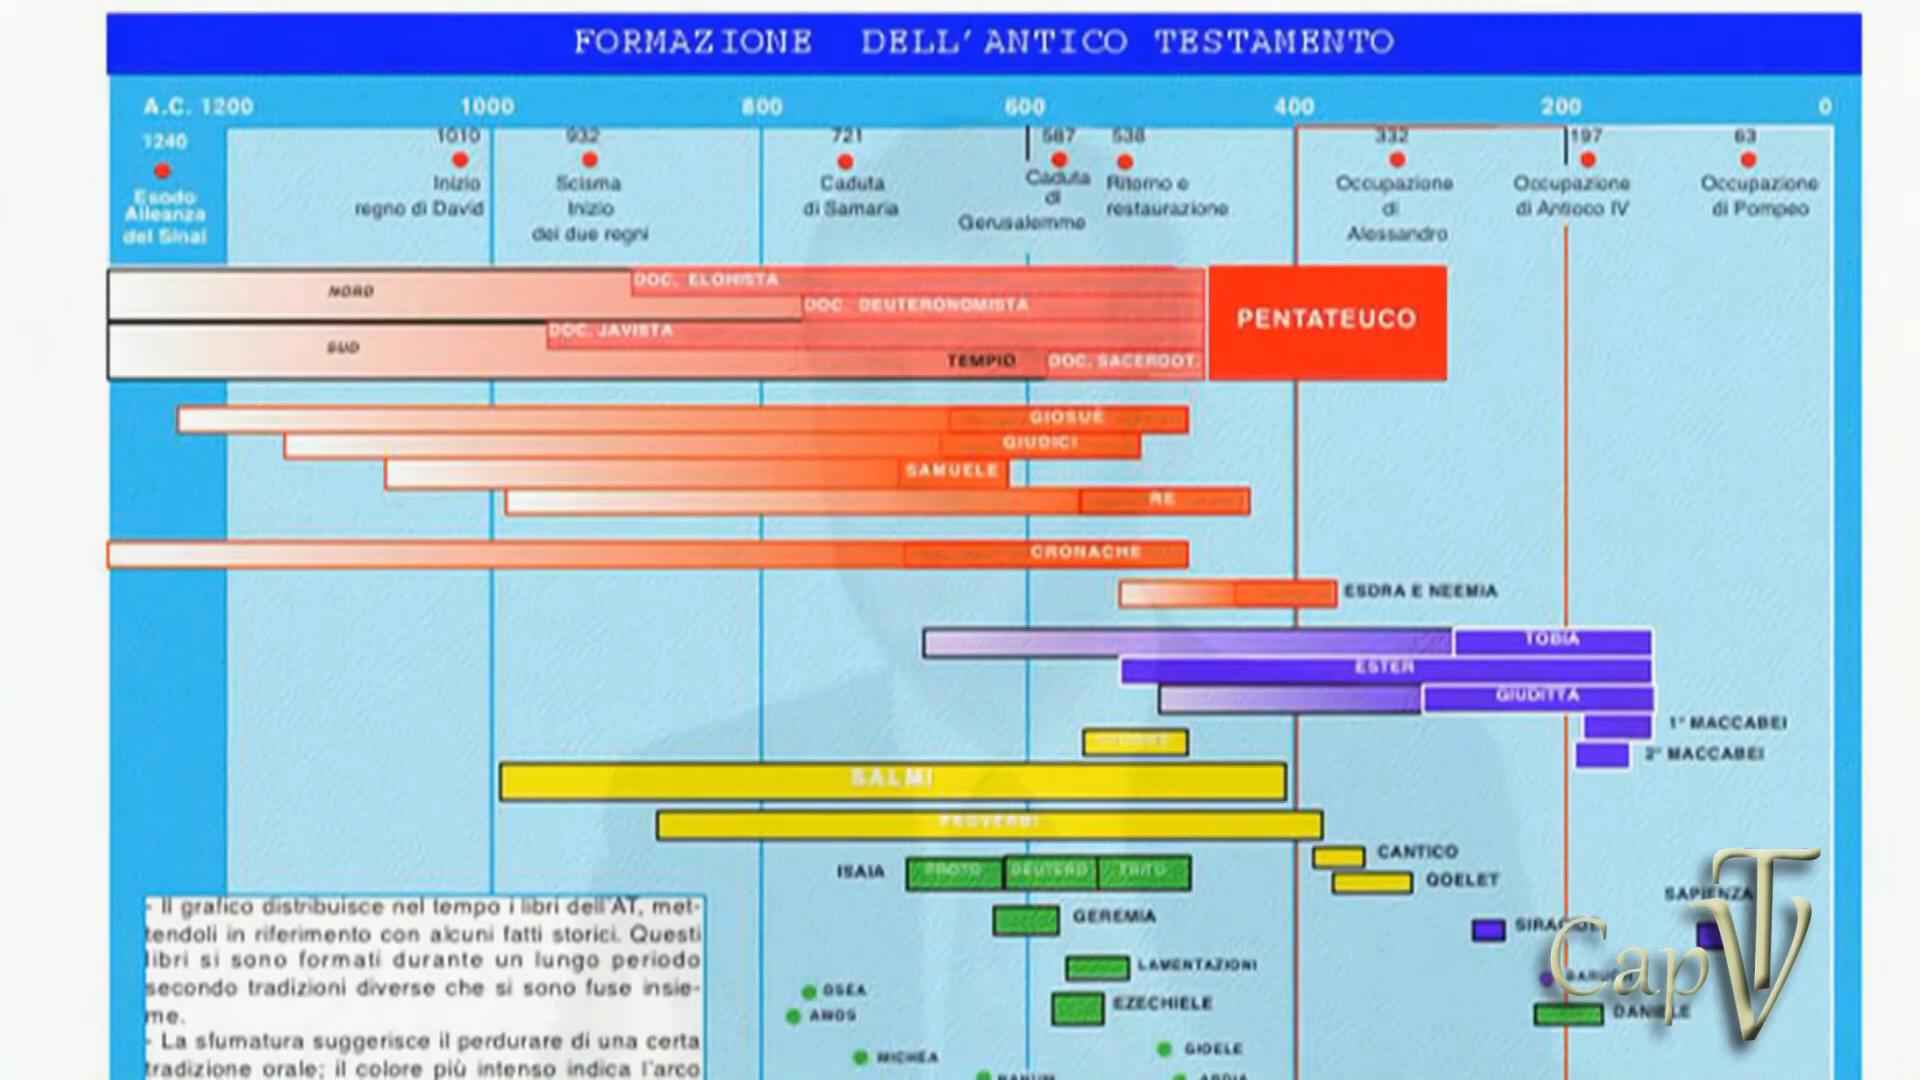 FORMAZIONE DELL'ANTICO TESTAMENTO
A.C. 1200 1000 800 600 400 200 0
1240 1010 932 721 587 538 332 197 63
Esodo
Alleanza
del Sinai
Inizio
regno di David
Scisma
Inizio
dei due regni
Caduta
di Samaria
Caduta
di
Gerusalemme
Ritorno e
restaurazione
Occupazione
di
Alessandro
Occupazione
di Antioco IV
Occupazione
di Pompeo
NORD
DOC. ELOHISTA
DOC. DEUTERONOMISTA
SUD
DOC. JAVISTA
TEMPIO
DOC. SACERDOT.
PENTATEUCO
GIOSUÈ
GIUDICI
SAMUELE
RE
CRONACHE
ESDRA E NEEMIA
TOBIA
ESTER
GIUDITTA
1° MACCABEI
2° MACCABEI
SALMI
PROVERBI
CANTICO
QOELET
ISAIA PROTO DEUTERO TRITO
SAPIENZA
GEREMIA
LAMENTAZIONI
EZECHIELE
DANIELE
OSEA
AMOS
MICHEA
GIOELE
- Il grafico distribuisce nel tempo i libri dell'AT, met-
tendoli in riferimento con alcuni fatti storici. Questi
libri si sono formati durante un lungo periodo
secondo tradizioni diverse che si sono fuse insie-
me.
- La sfumatura suggerisce il perdurare di una certa
tradizione orale; il colore più intenso indica l'arco
Cap TV